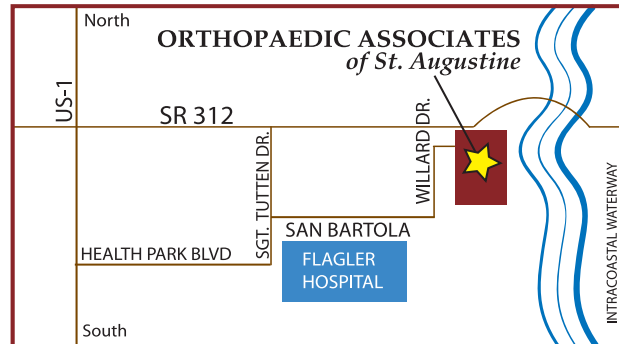 North
ORTHOPAEDIC ASSOCIATES
of St. Augustine
US-1
SR 312
SGT. TUTTEN DR.
WILLARD DR.
SAN BARTOLA
HEALTH PARK BLVD
FLAGLER
HOSPITAL
INTRACOASTAL WATERWAY
South